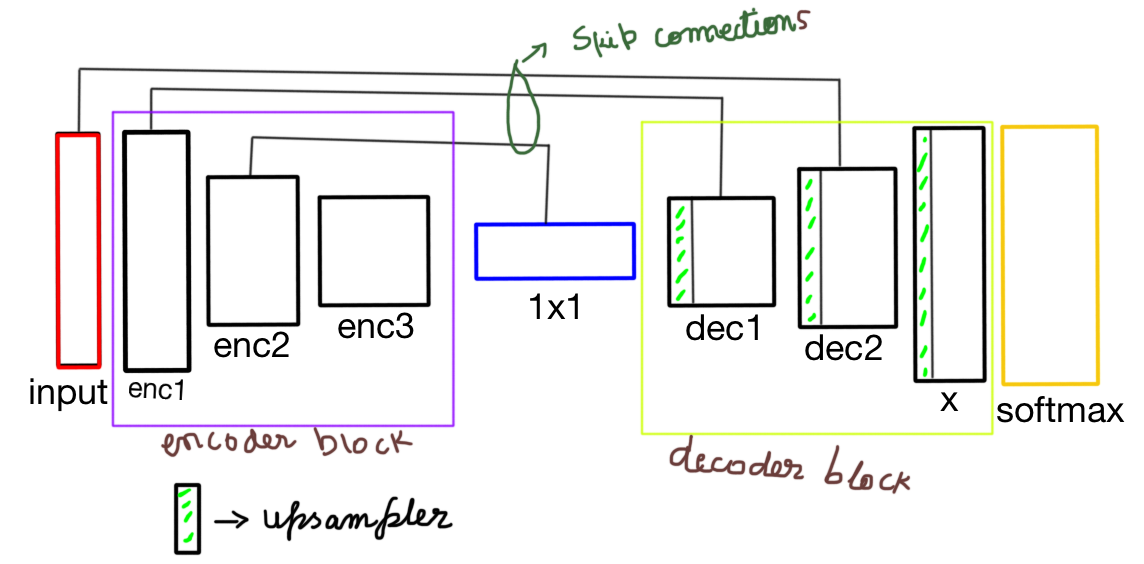 Skip connections
input
enc1
enc2
enc3
1x1
dec1
dec2
x
softmax
encoder block
decoder block
→ upsampler